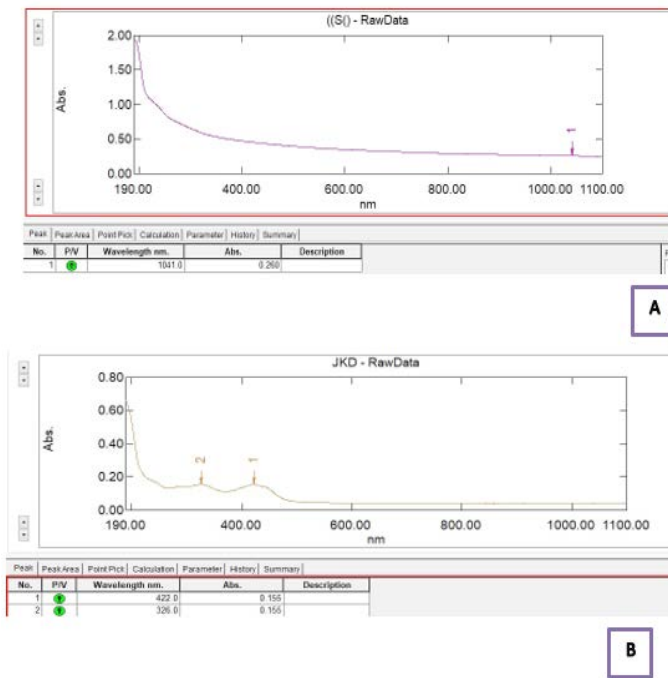 ((S() - RawData
Abs.
2.00
1.50
1.00
0.50
0.00
1
190.00 400.00 600.00 800.00 1000.00 1100.00
nm
Peak Peak Area Point Pick Calculation Parameter History Summary
No. P/V Wavelength nm. Abs. Description
1 1041.0 0.260
A
JKD - RawData
Abs.
0.80
0.60
0.40
0.20
0.00
2 1
190.00 400.00 600.00 800.00 1000.00 1100.00
nm
Peak Peak Area Point Pick Calculation Parameter History Summary
No. P/V Wavelength nm. Abs. Description
1 422.0 0.155
2 326.0 0.155
B